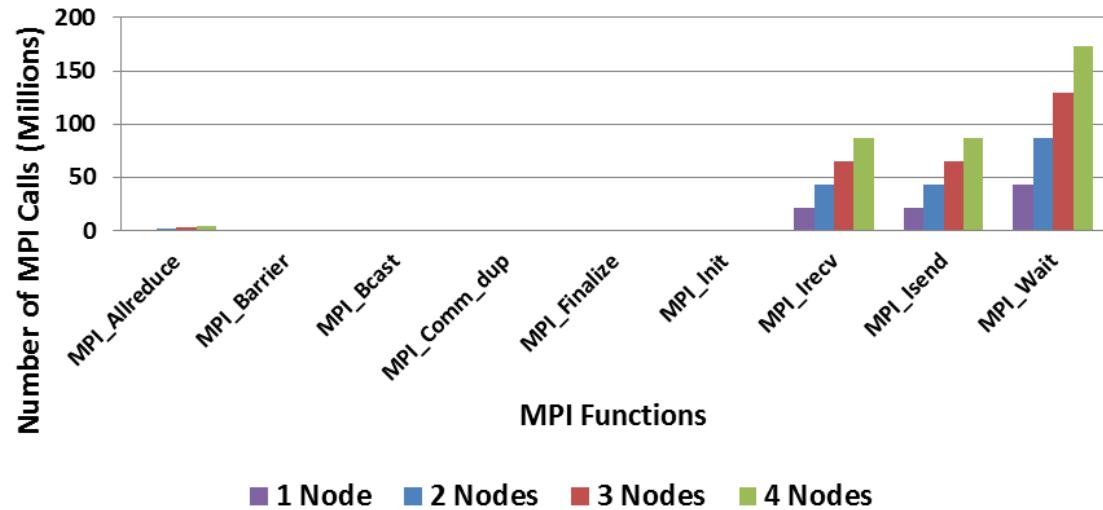 Number of MPI Calls (Millions)
200
150
100
50
0
MPI_Allreduce
MPI_Barrier
MPI_Bcast
MPI_Comm_dup
MPI_Finalize
MPI_Init
MPI_Irecv
MPI_Isend
MPI_Wait
MPI Functions
1 Node 2 Nodes 3 Nodes 4 Nodes